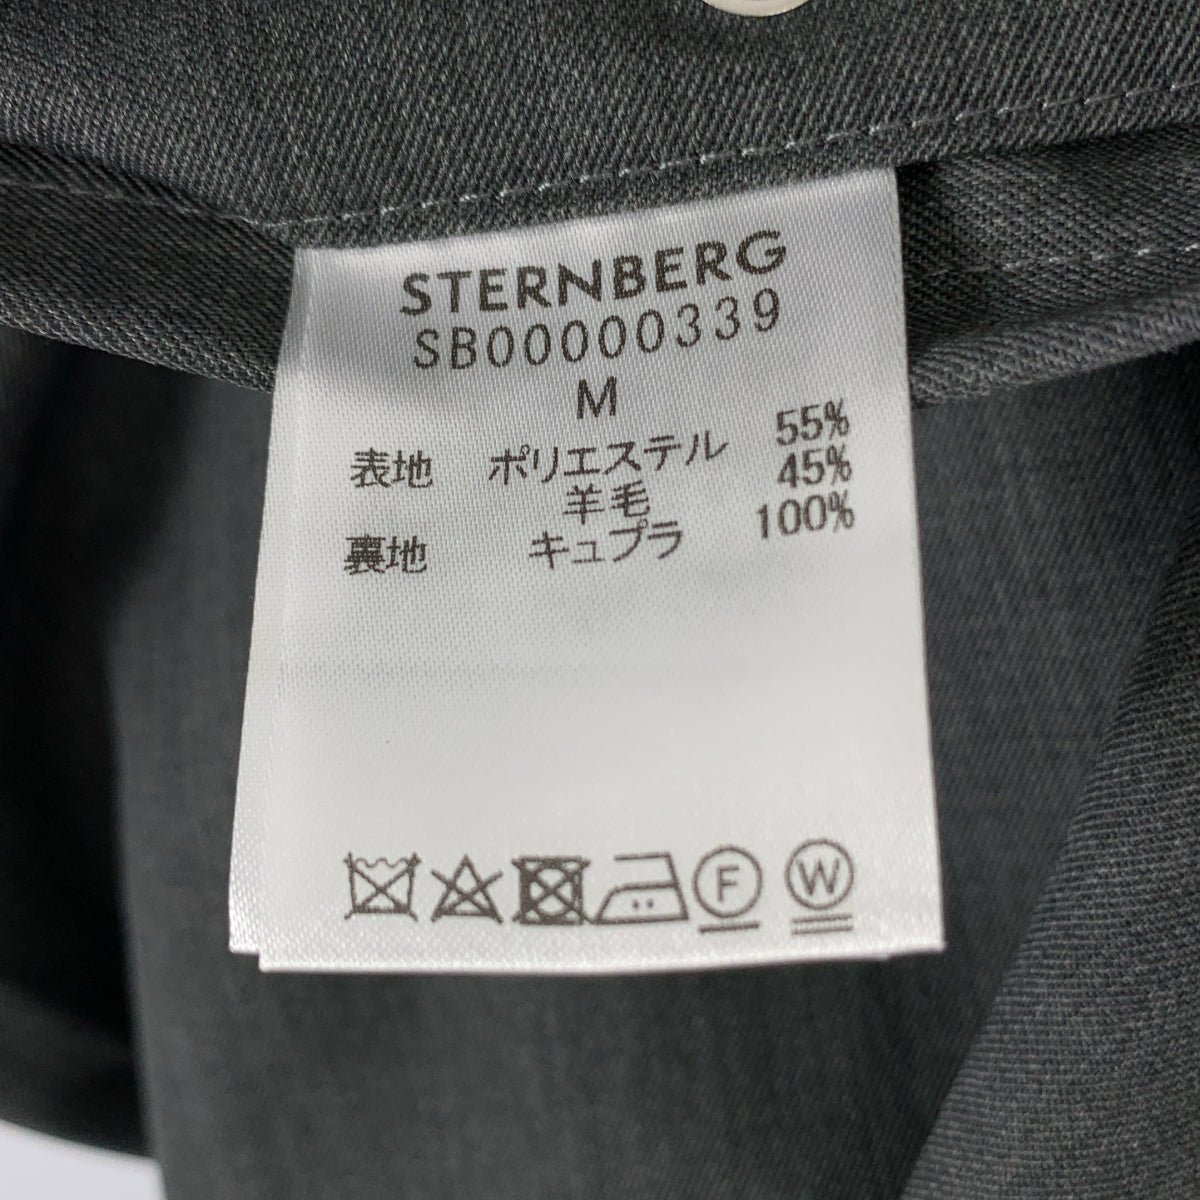 STERNBERG
SB00000339
M
表地 ポリエステル 55%
羊毛 45%
裏地 キュプラ 100%
F W